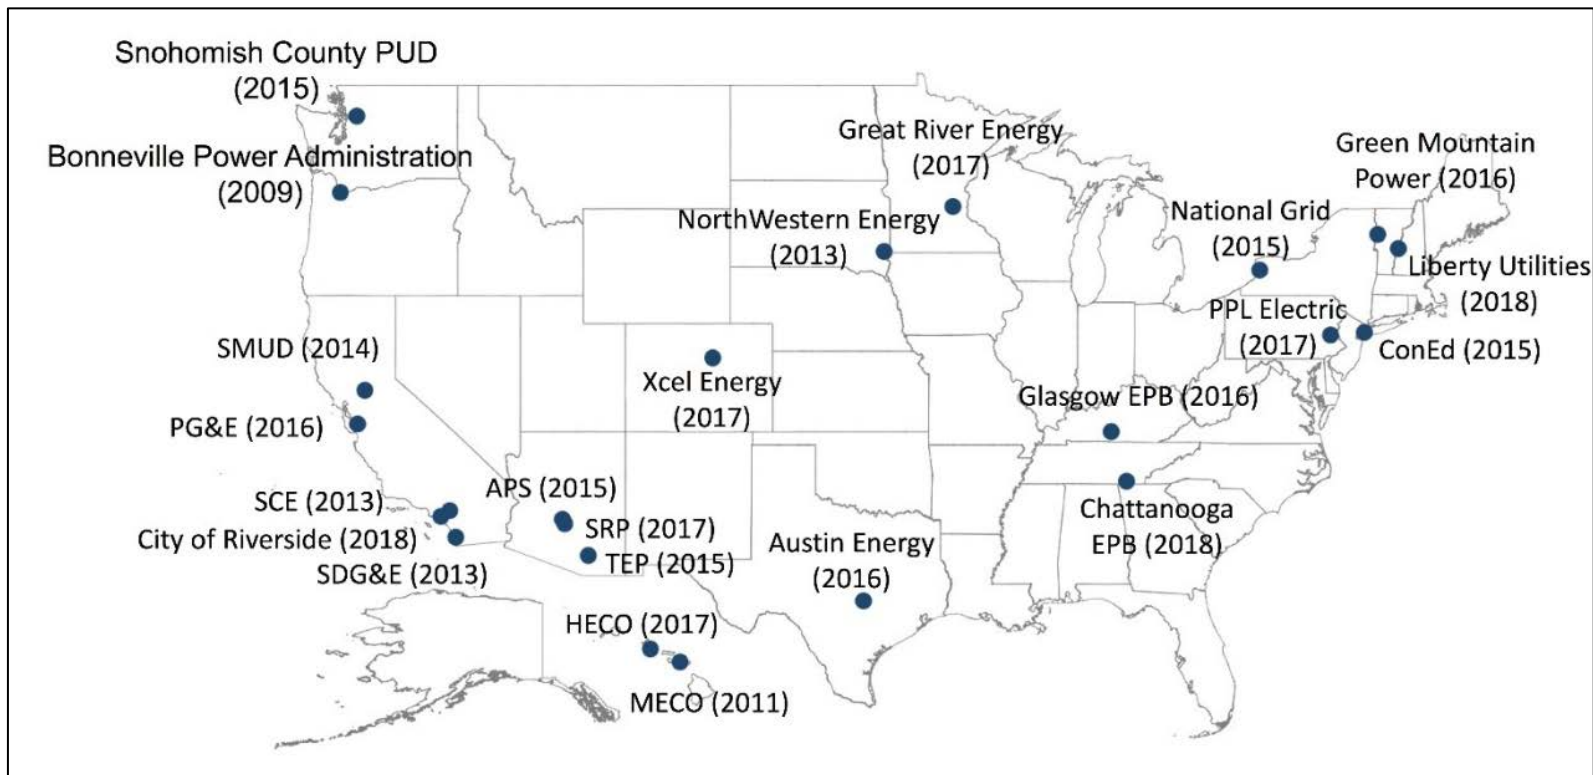 Snohomish County PUD
(2015)
Bonneville Power Administration
(2009)
Great River Energy
(2017)
Green Mountain
Power (2016)
NorthWestern Energy
(2013)
National Grid
(2015)
Liberty Utilities
(2018)
PPL Electric
(2017)
ConEd (2015)
SMUD (2014)
Xcel Energy
(2017)
Glasgow EPB (2016)
PG&E (2016)
SCE (2013)
APS (2015)
City of Riverside (2018)
SRP (2017)
SDG&E (2013)
TEP (2015)
Austin Energy
(2016)
Chattanooga
EPB (2018)
HECO (2017)
MECO (2011)